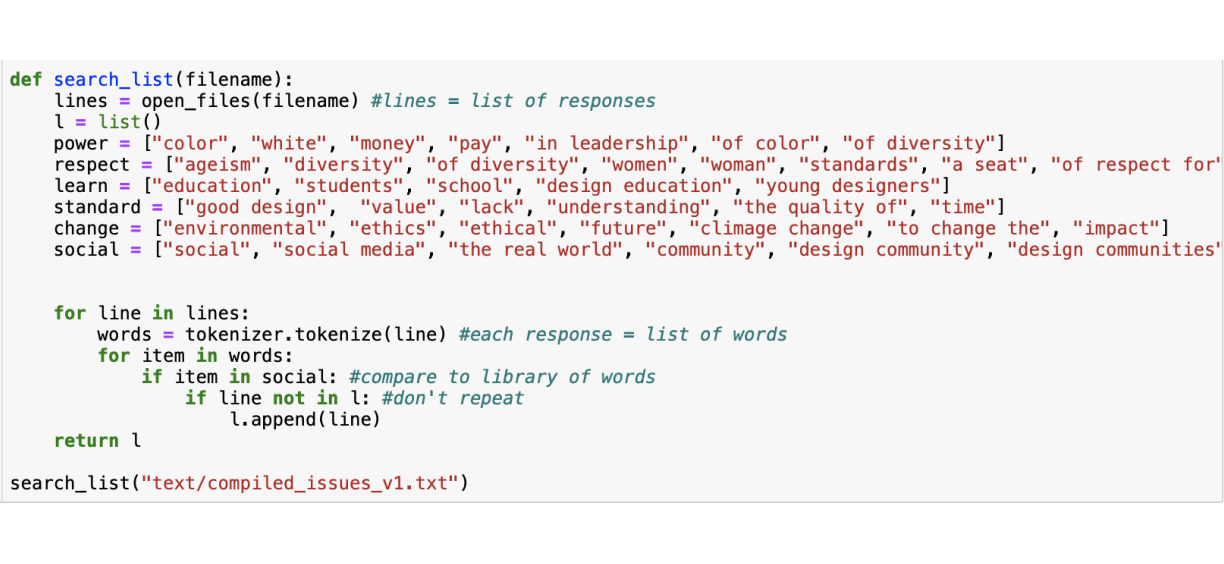 def search_list(filename):
    lines = open_files(filename) #lines = list of responses
    l = list()
    power = ["color", "white", "money", "pay", "in leadership", "of color", "of diversity"]
    respect = ["ageism", "diversity", "of diversity", "women", "woman", "standards", "a seat", "of respect for"
    learn = ["education", "students", "school", "design education", "young designers"]
    standard = ["good design",  "value", "lack", "understanding", "the quality of", "time"]
    change = ["environmental", "ethics", "ethical", "future", "climage change", "to change the", "impact"]
    social = ["social", "social media", "the real world", "community", "design community", "design communities"
    for line in lines:
        words = tokenizer.tokenize(line) #each response = list of words
        for item in words:
            if item in social: #compare to library of words
                if line not in l: #don't repeat
                    l.append(line)
    return l
search_list("text/compiled_issues_v1.txt")